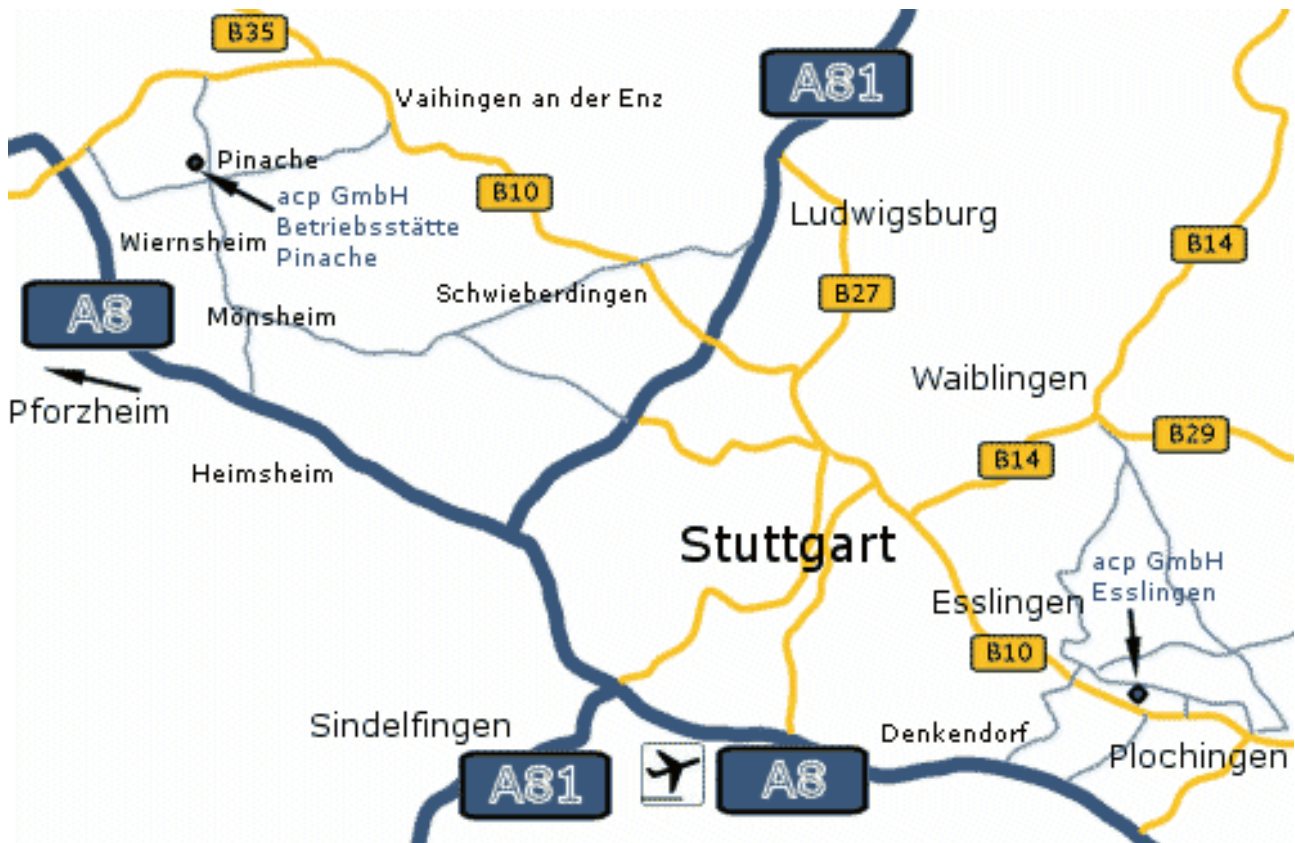 B35
A81
Vaihingen an der Enz
Pinache
B10
acp GmbH
Betriebsstätte
Pinache
Ludwigsburg
Wiernsheim
B14
Schwieberdingen
B27
A8
Mönsheim
Waiblingen
Pforzheim
B29
B14
Heimsheim
Stuttgart
acp GmbH
Esslingen
Esslingen
B10
Sindelfingen
Denkendorf
Plochingen
A81
A8